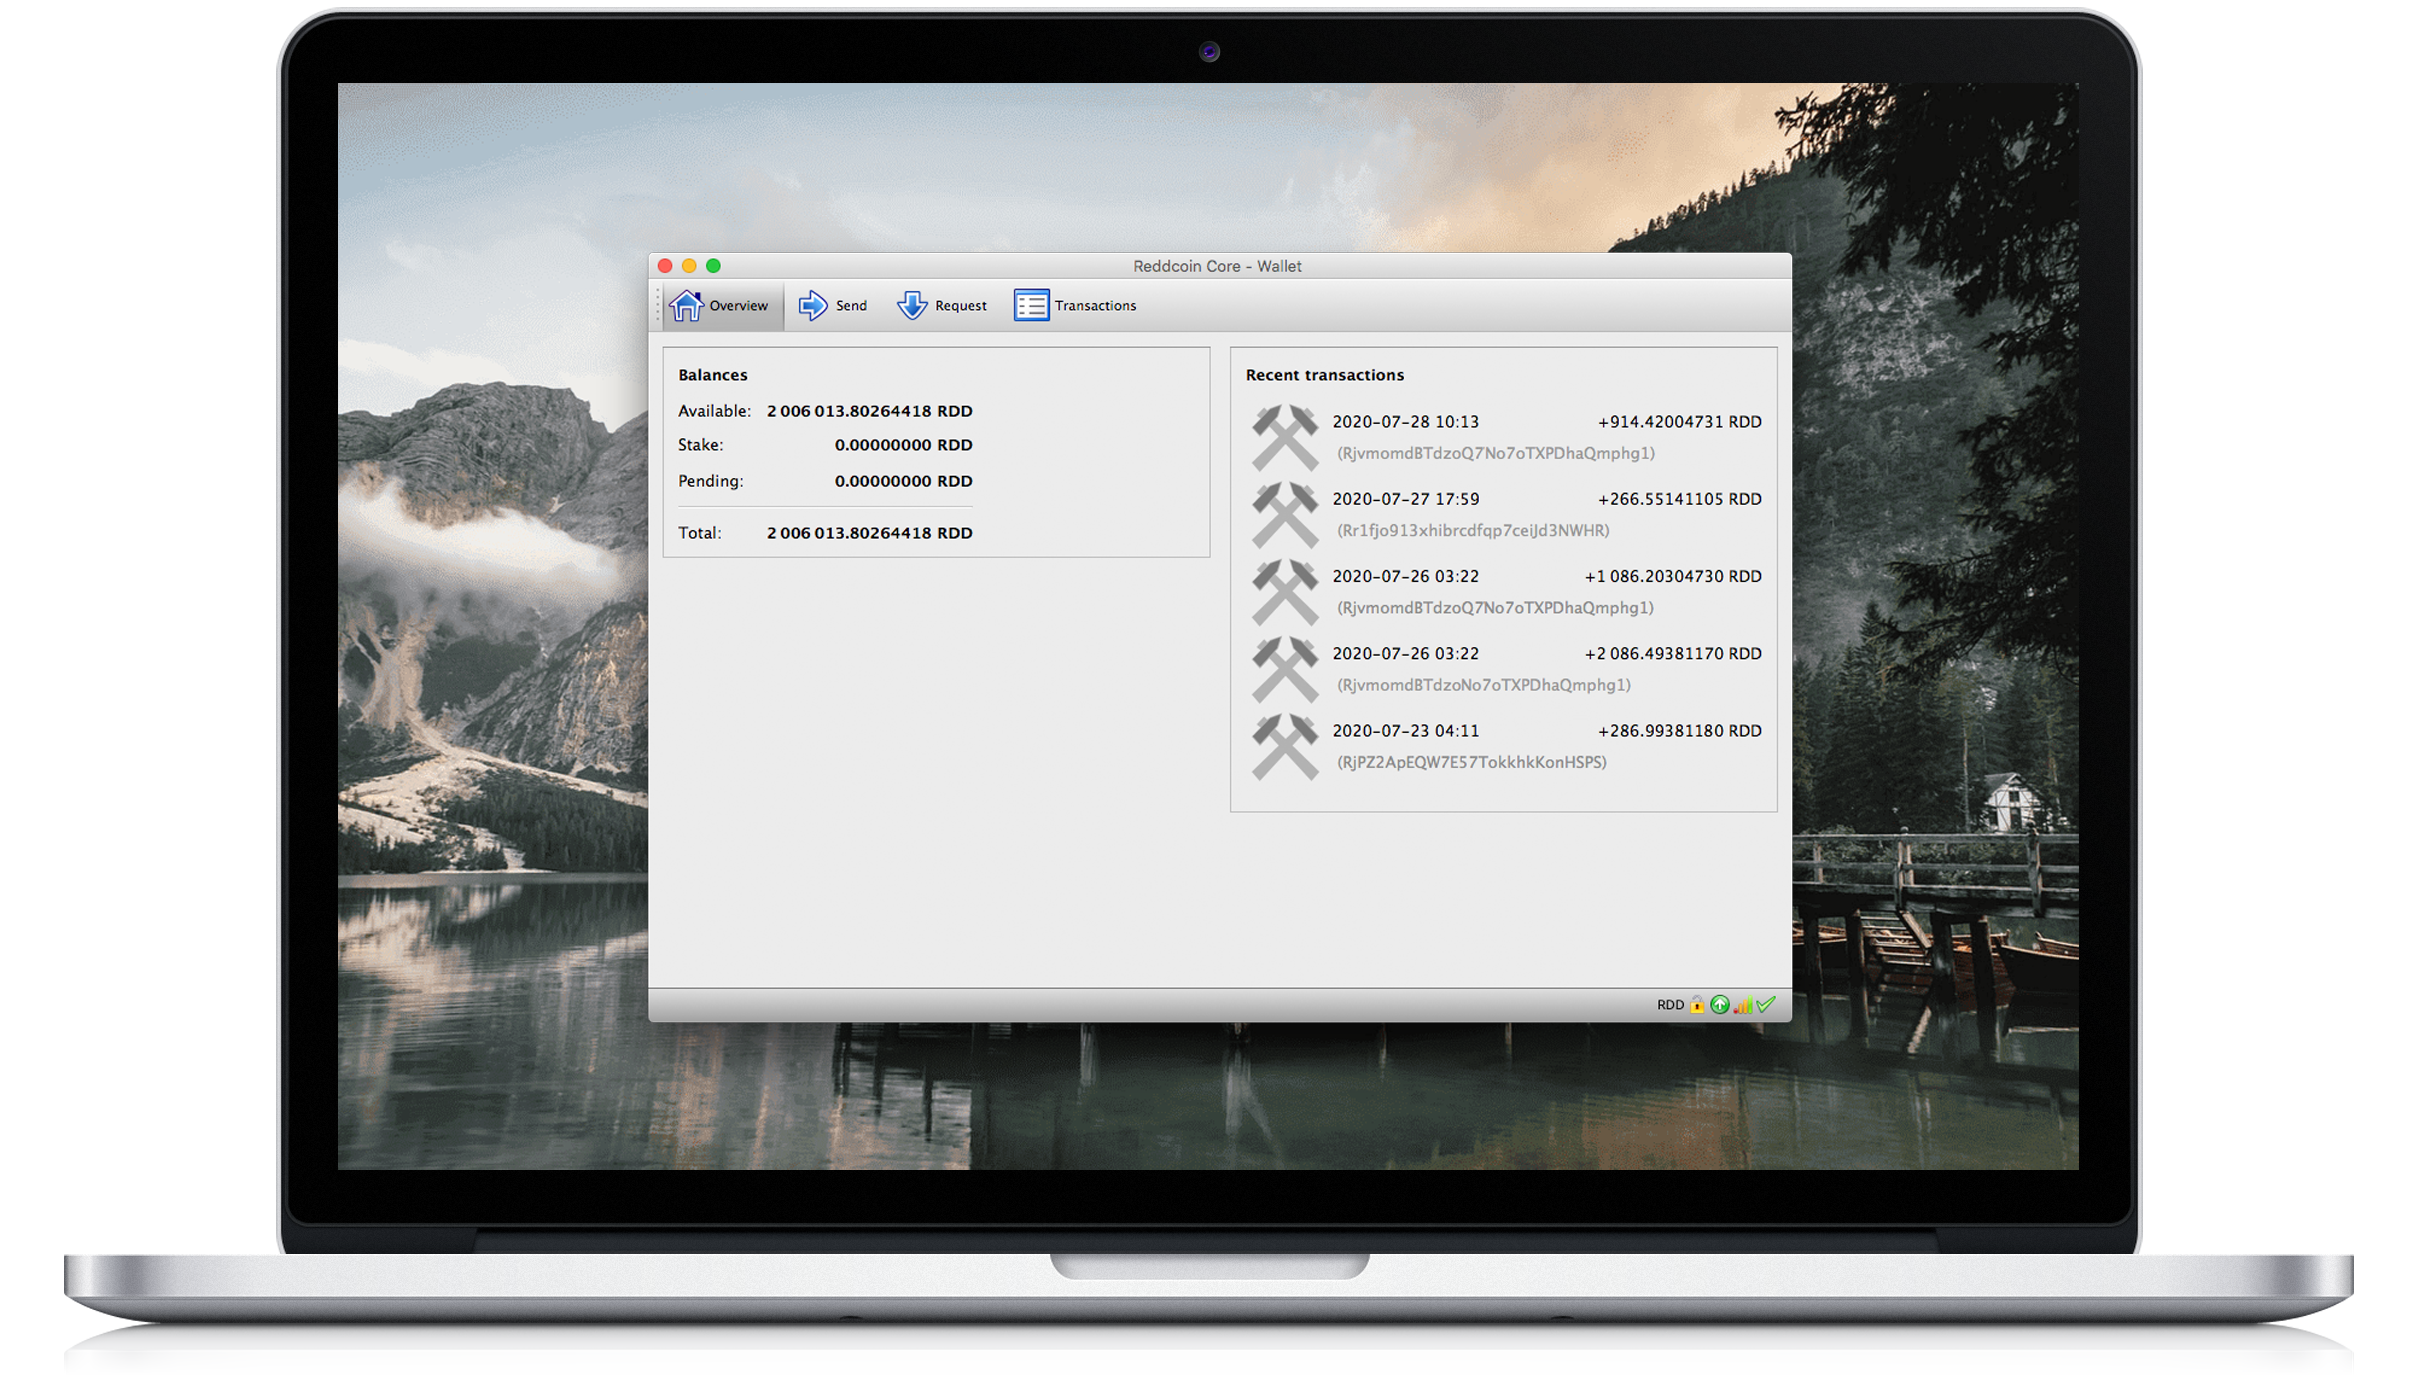 Reddcoin Core - Wallet
Overview Send Request Transactions
Balances
Available: 2 006 013.80264418 RDD
Stake: 0.00000000 RDD
Pending: 0.00000000 RDD
Total: 2 006 013.80264418 RDD
Recent transactions
2020-07-28 10:13 +914.42004731 RDD
(RjvmomdBTdzoQ7No7oTXPDhaQmphg1)
2020-07-27 17:59 +266.55141105 RDD
(Rr1fjo913xhibrcdfqp7ceiJd3NWHR)
2020-07-26 03:22 +1 086.20304730 RDD
(RjvmomdBTdzoQ7No7oTXPDhaQmphg1)
2020-07-26 03:22 +2 086.49381170 RDD
(RjvmomdBTdzoNo7oTXPDhaQmphg1)
2020-07-23 04:11 +286.99381180 RDD
(RjPZ2ApEQW7E57TokkhkKonHSPS)
RDD